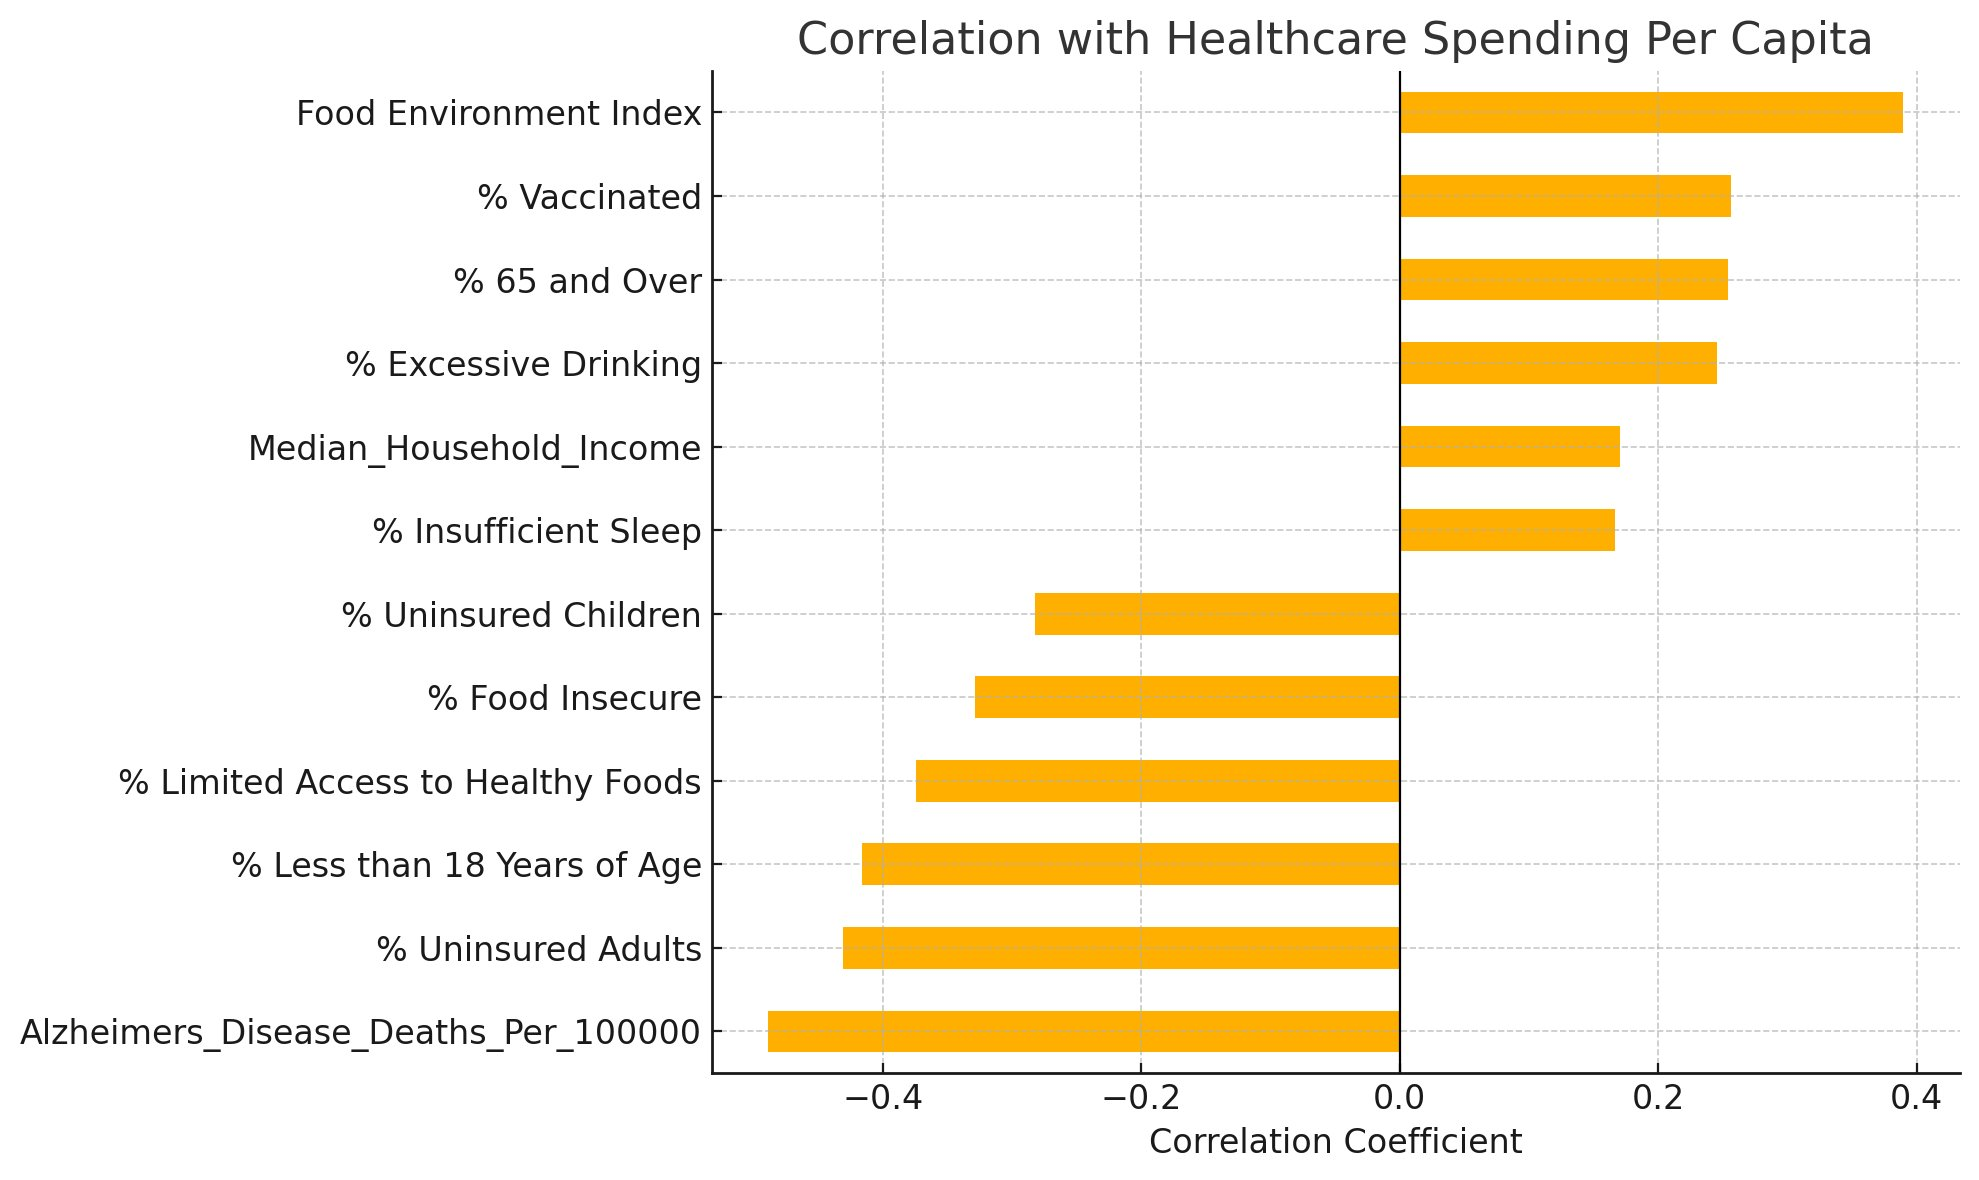 Correlation with Healthcare Spending Per Capita
Food Environment Index
% Vaccinated
% 65 and Over
% Excessive Drinking
Median_Household_Income
% Insufficient Sleep
% Uninsured Children
% Food Insecure
% Limited Access to Healthy Foods
% Less than 18 Years of Age
% Uninsured Adults
Alzheimers_Disease_Deaths_Per_100000
−0.4 −0.2 0.0 0.2 0.4
Correlation Coefficient